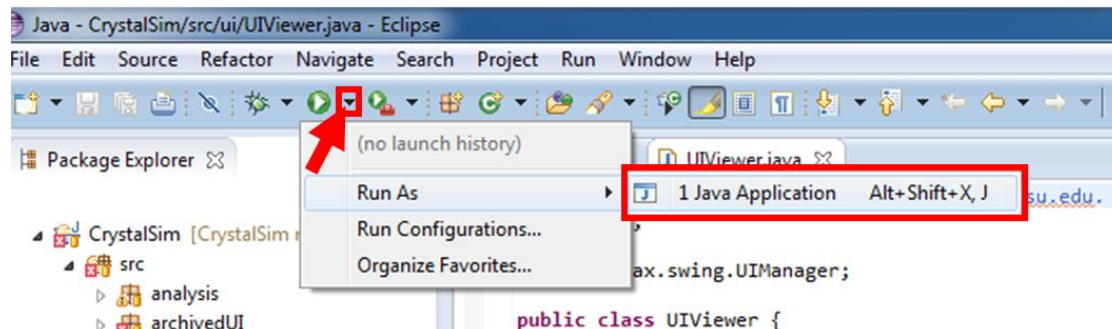 Java - CrystalSim/src/ui/UIViewer.java - Eclipse
File Edit Source Refactor Navigate Search Project Run Window Help
(no launch history)
Package Explorer
UIViewer.java
Run As
1 Java Application Alt+Shift+X, J
su.edu.
CrystalSim [CrystalSim r
Run Configurations...
;
src
Organize Favorites...
ax.swing.UIManager;
analysis
archivedUI
public class UIViewer {